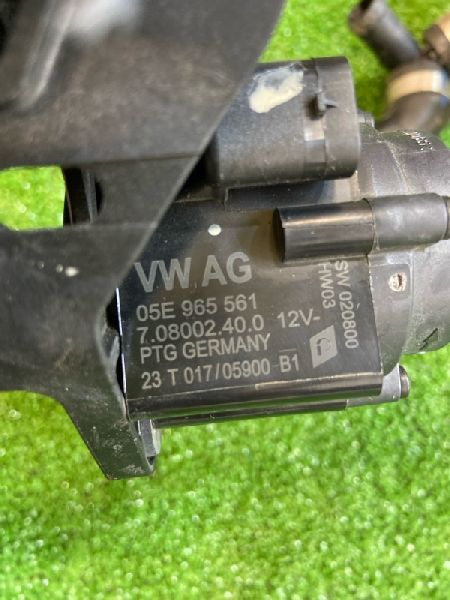 VW AG
05E 965 561
7.08002.40.0 12V-
PTG GERMANY
23 T 017/05900 B1
SW 020800
HW03